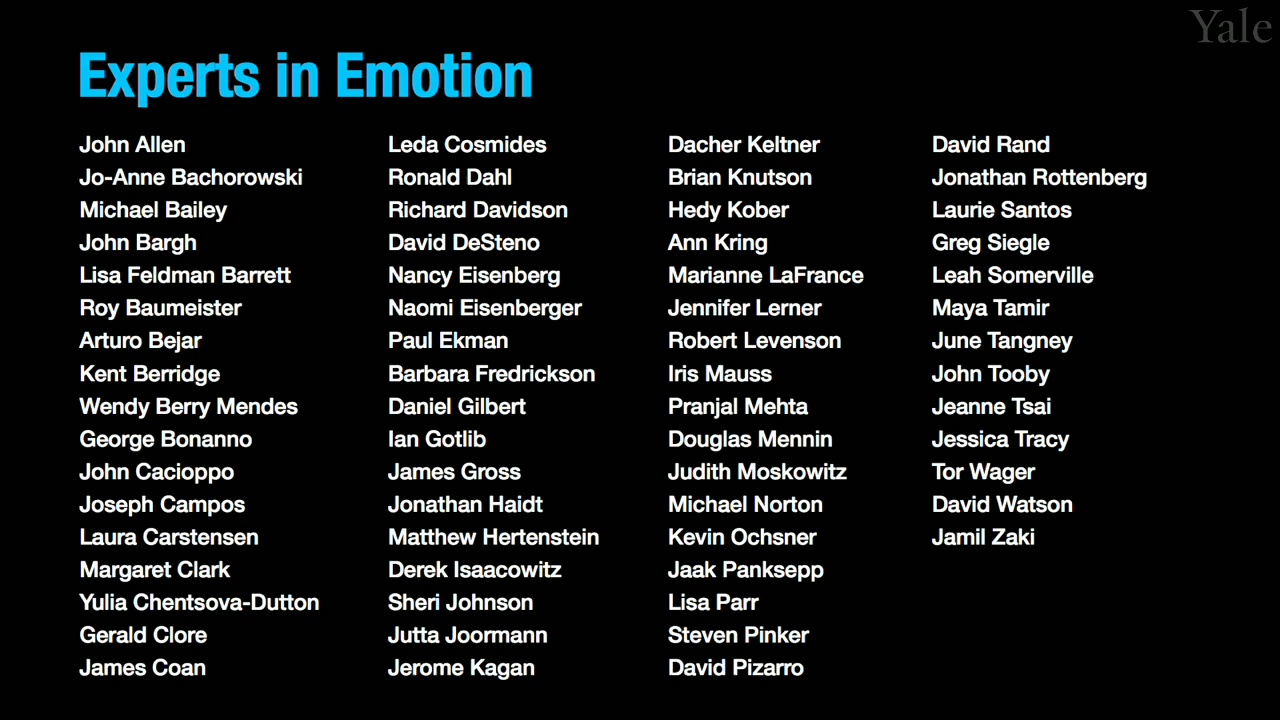 Yale
Experts in Emotion
John Allen
Jo-Anne Bachorowski
Michael Bailey
John Bargh
Lisa Feldman Barrett
Roy Baumeister
Arturo Bejar
Kent Berridge
Wendy Berry Mendes
George Bonanno
John Cacioppo
Joseph Campos
Laura Carstensen
Margaret Clark
Yulia Chentsova-Dutton
Gerald Clore
James Coan
Leda Cosmides
Ronald Dahl
Richard Davidson
David DeSteno
Nancy Eisenberg
Naomi Eisenberger
Paul Ekman
Barbara Fredrickson
Daniel Gilbert
Ian Gotlib
James Gross
Jonathan Haidt
Matthew Hertenstein
Derek Isaacowitz
Sheri Johnson
Jutta Joormann
Jerome Kagan
Dacher Keltner
Brian Knutson
Hedy Kober
Ann Kring
Marianne LaFrance
Jennifer Lerner
Robert Levenson
Iris Mauss
Pranjal Mehta
Douglas Mennin
Judith Moskowitz
Michael Norton
Kevin Ochsner
Jaak Panksepp
Lisa Parr
Steven Pinker
David Pizarro
David Rand
Jonathan Rottenberg
Laurie Santos
Greg Siegle
Leah Somerville
Maya Tamir
June Tangney
John Tooby
Jeanne Tsai
Jessica Tracy
Tor Wager
David Watson
Jamil Zaki